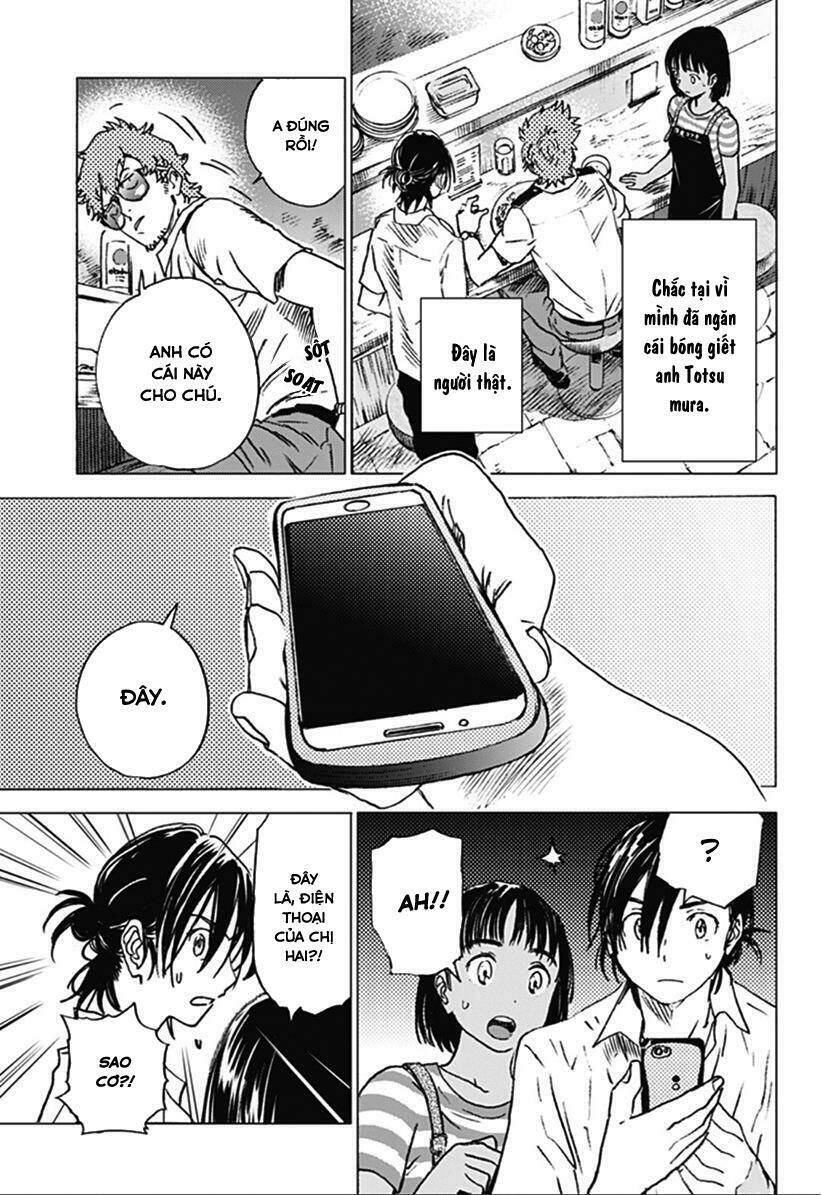 Chắc tại vì
mình đã ngăn
cái bóng giết
anh Totsu
mura.
Đây là
người thật.
A ĐÚNG
RỒI!
ANH CÓ
CÁI NÀY
CHO CHÚ.
SỘT
SOẠT
ĐÂY.
?
AH!!
ĐÂY
LÀ, ĐIỆN
THOẠI
CỦA CHỊ
HAI?!
SAO
CƠ?!